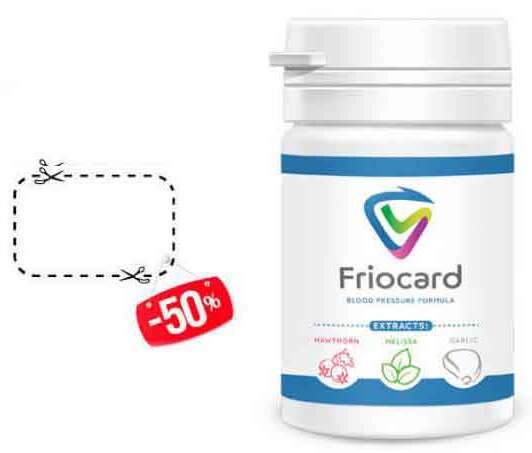 -50%
Friocard
BLOOD PRESSURE FORMULA
EXTRACTS:
HAWTHORN MELISSA GARLIC